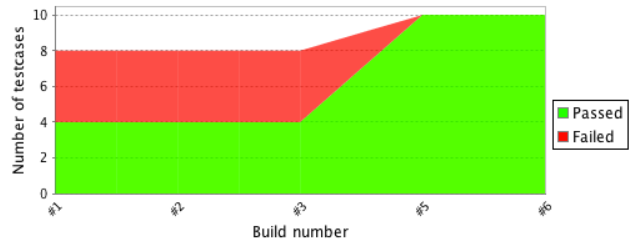 Number of testcases
10
8
6
4
2
0
#1
#2
#3
#5
#6
Build number
Passed
Failed